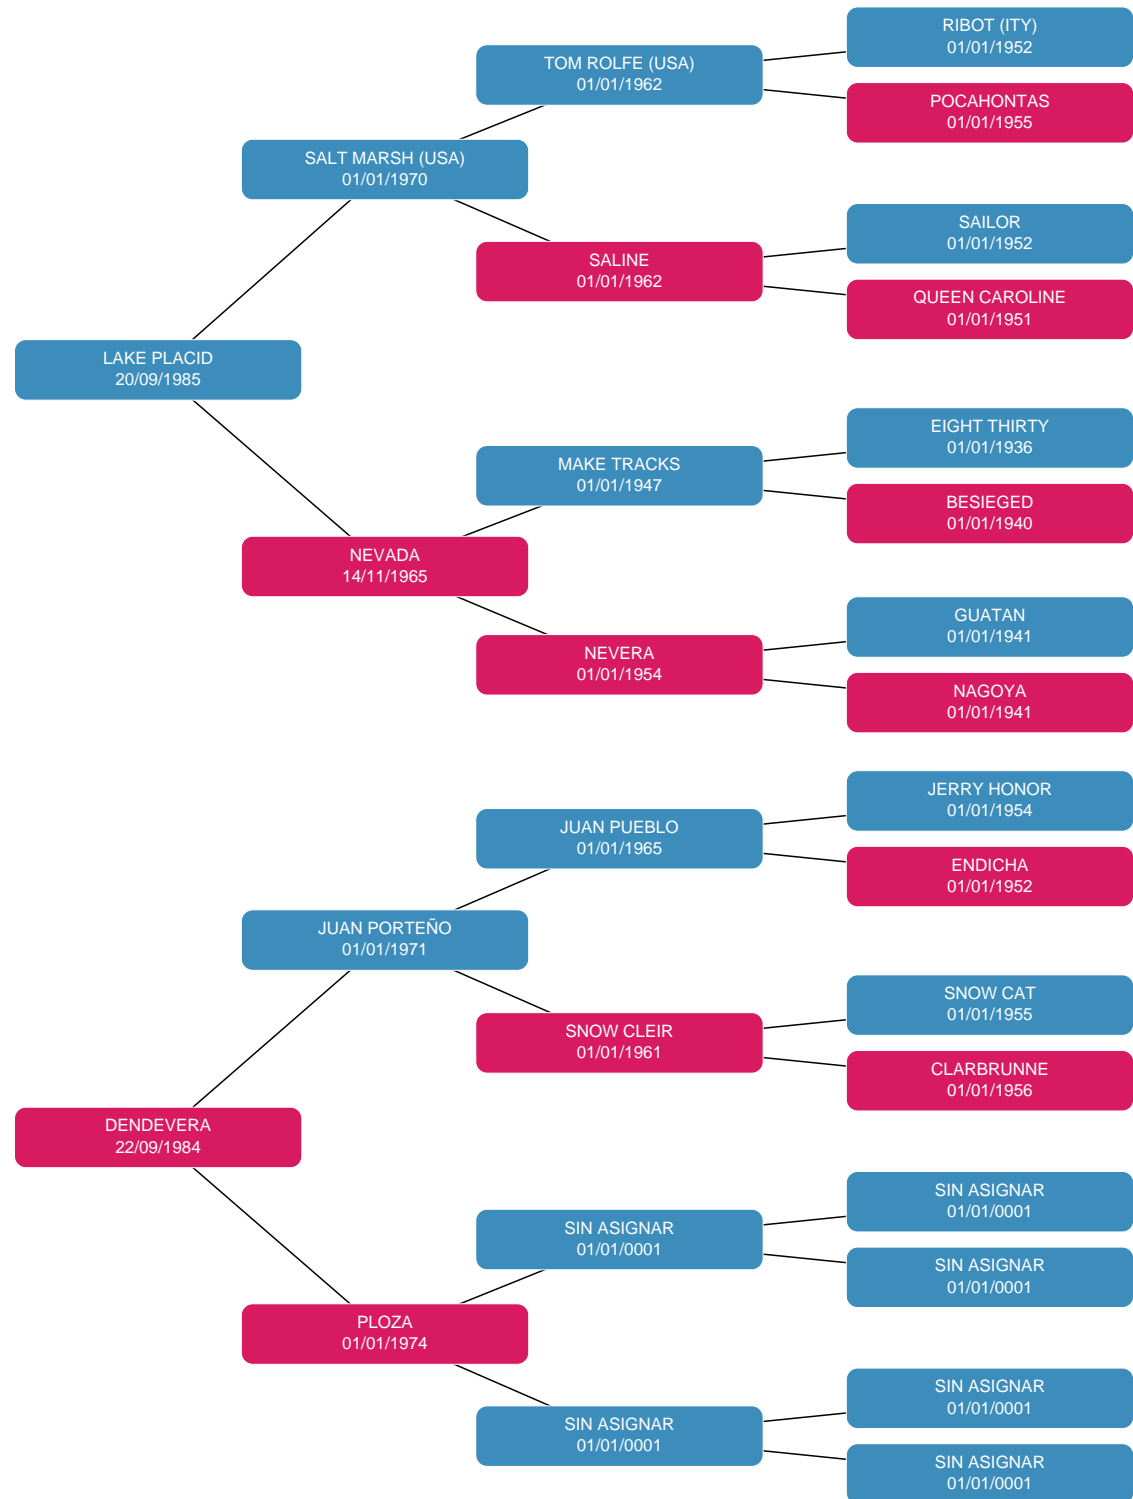 RIBOT (ITY)
01/01/1952
TOM ROLFE (USA)
01/01/1962
POCAHONTAS
01/01/1955
SALT MARSH (USA)
01/01/1970
SAILOR
01/01/1952
SALINE
01/01/1962
QUEEN CAROLINE
01/01/1951
LAKE PLACID
20/09/1985
EIGHT THIRTY
01/01/1936
MAKE TRACKS
01/01/1947
BESIEGED
01/01/1940
NEVADA
14/11/1965
GUATAN
01/01/1941
NEVERA
01/01/1954
NAGOYA
01/01/1941
JERRY HONOR
01/01/1954
JUAN PUEBLO
01/01/1965
ENDICHA
01/01/1952
JUAN PORTEÑO
01/01/1971
SNOW CAT
01/01/1955
SNOW CLEIR
01/01/1961
CLARBRUNNE
01/01/1956
DENDEVERA
22/09/1984
SIN ASIGNAR
01/01/0001
SIN ASIGNAR
01/01/0001
SIN ASIGNAR
01/01/0001
PLOZA
01/01/1974
SIN ASIGNAR
01/01/0001
SIN ASIGNAR
01/01/0001
SIN ASIGNAR
01/01/0001